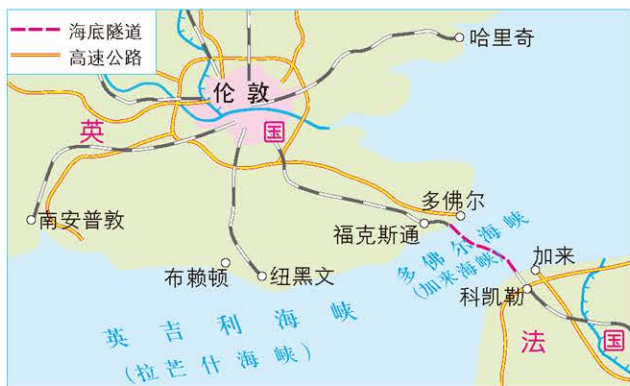 海底隧道
高速公路
哈里奇
伦敦
英国
南安普敦
多佛尔
福克斯通
多佛尔海峡
(加来海峡)
加来
科凯勒
布赖顿
纽黑文
英吉利海峡
(拉芒什海峡)
法国